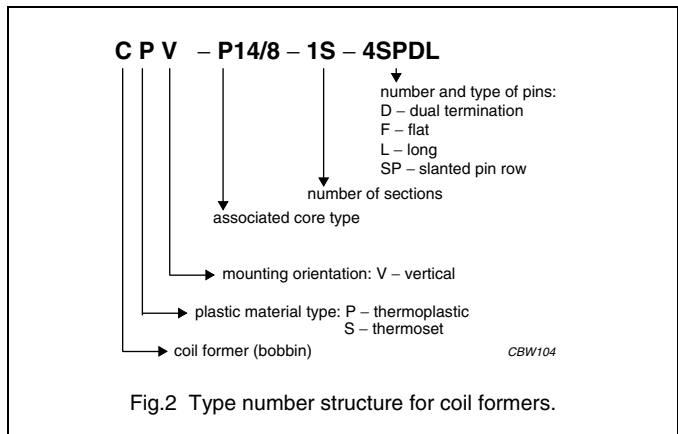 C P V – P14/8 – 1S – 4SPDL
number and type of pins:
D – dual termination
F – flat
L – long
SP – slanted pin row
number of sections
associated core type
mounting orientation: V – vertical
plastic material type: P – thermoplastic
S – thermoset
coil former (bobbin)
CBW104
Fig.2 Type number structure for coil formers.